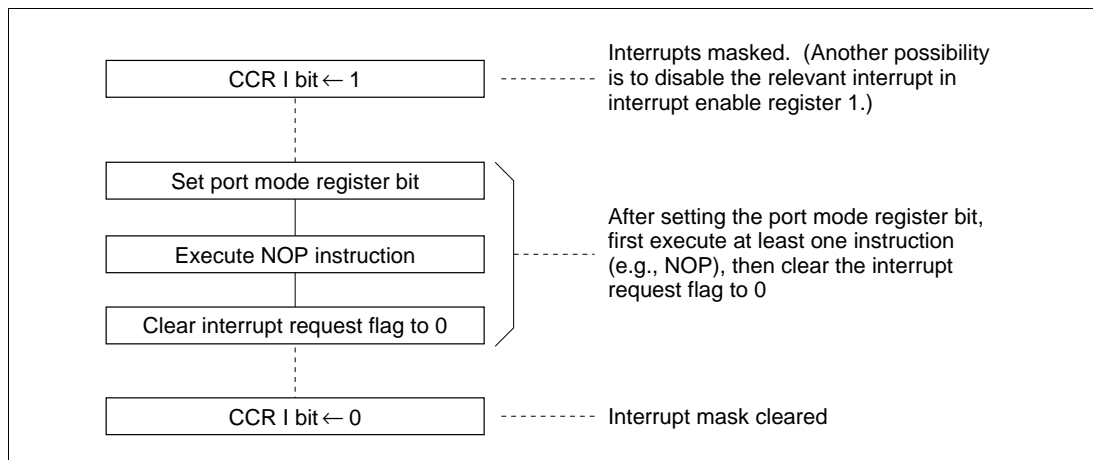 CCR I bit ← 1
Interrupts masked. (Another possibility
is to disable the relevant interrupt in
interrupt enable register 1.)
Set port mode register bit
Execute NOP instruction
Clear interrupt request flag to 0
After setting the port mode register bit,
first execute at least one instruction
(e.g., NOP), then clear the interrupt
request flag to 0
CCR I bit ← 0
Interrupt mask cleared